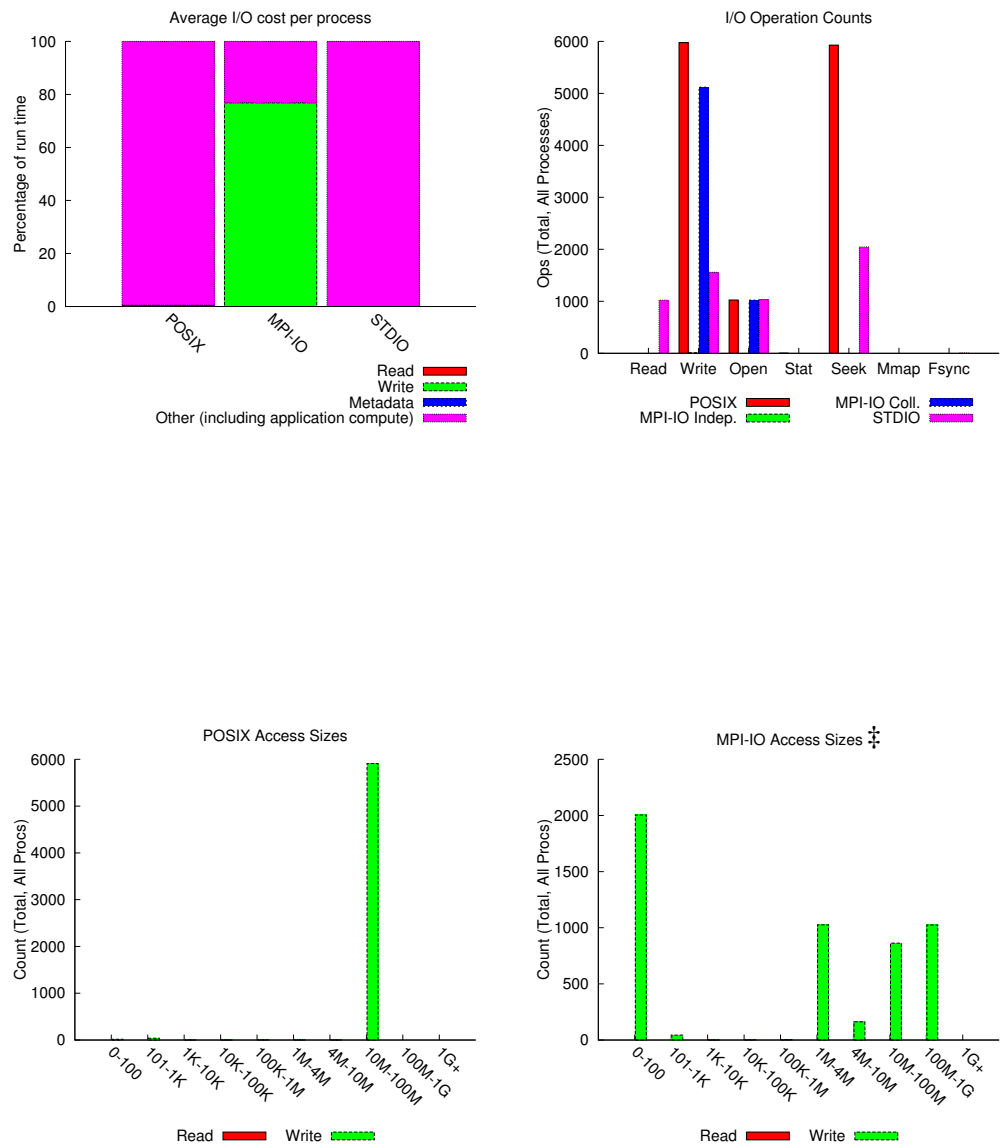 Average I/O cost per process
100
80
60
40
20
0
Percentage of run time
POSIX
MPI-IO
STDIO
Read
Write
Metadata
Other (including application compute)
I/O Operation Counts
6000
5000
4000
3000
2000
1000
0
Ops (Total, All Processes)
Read Write Open Stat Seek Mmap Fsync
POSIX MPI-IO Coll.
MPI-IO Indep. STDIO
POSIX Access Sizes
6000
5000
4000
3000
2000
1000
0
Count (Total, All Procs)
0-100
101-1K
1K-10K
10K-100K
100K-1M
1M-4M
4M-10M
10M-100M
100M-1G
1G+
Read Write
MPI-IO Access Sizes ‡
2500
2000
1500
1000
500
0
Count (Total, All Procs)
0-100
101-1K
1K-10K
10K-100K
100K-1M
1M-4M
4M-10M
10M-100M
100M-1G
1G+
Read Write